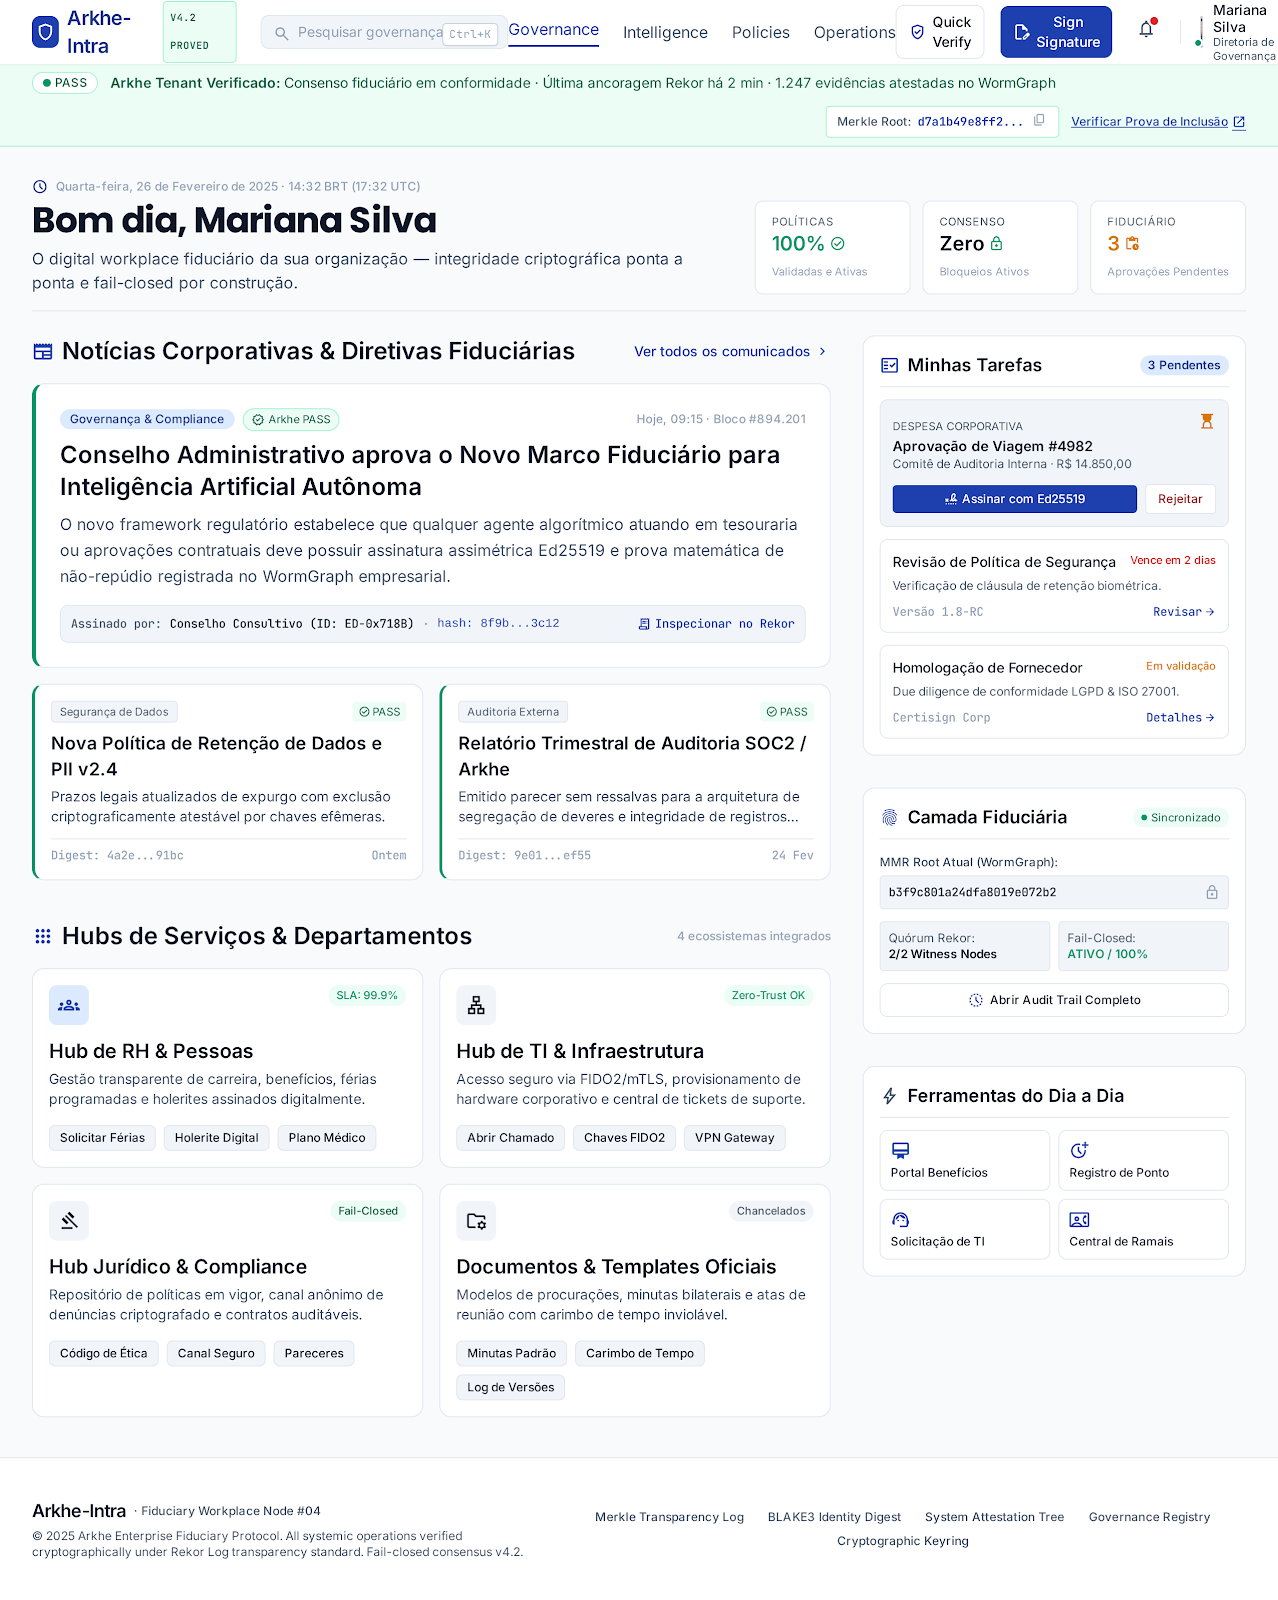 Arkhe-
Intra
V4.2
PROVED
Pesquisar governança
Ctrl+K
Governance
Intelligence
Policies
Operations
Quick
Verify
Sign
Signature
Mariana
Silva
Diretoria de
Governança
PASS
Arkhe Tenant Verificado: Consenso fiduciário em conformidade · Última ancoragem Rekor há 2 min · 1.247 evidências atestadas no WormGraph
Merkle Root: d7a1b49e8ff2...
Verificar Prova de Inclusão
Quarta-feira, 26 de Fevereiro de 2025 · 14:32 BRT (17:32 UTC)
Bom dia, Mariana Silva
O digital workplace fiduciário da sua organização — integridade criptográfica ponta a
ponta e fail-closed por construção.
POLÍTICAS
100%
Validadas e Ativas
CONSENSO
Zero
Bloqueios Ativos
FIDUCIÁRIO
3
Aprovações Pendentes
Notícias Corporativas & Diretivas Fiduciárias
Ver todos os comunicados
Governança & Compliance
Arkhe PASS
Hoje, 09:15 · Bloco #894.201
Conselho Administrativo aprova o Novo Marco Fiduciário para
Inteligência Artificial Autônoma
O novo framework regulatório estabelece que qualquer agente algorítmico atuando em tesouraria
ou aprovações contratuais deve possuir assinatura assimétrica Ed25519 e prova matemática de
não-repúdio registrada no WormGraph empresarial.
Assinado por: Conselho Consultivo (ID: ED-0x718B) · hash: 8f9b...3c12
Inspecionar no Rekor
Segurança de Dados
PASS
Nova Política de Retenção de Dados e
PII v2.4
Prazos legais atualizados de expurgo com exclusão
criptograficamente atestável por chaves efêmeras.
Digest: 4a2e...91bc
Ontem
Auditoria Externa
PASS
Relatório Trimestral de Auditoria SOC2 /
Arkhe
Emitido parecer sem ressalvas para a arquitetura de
segregação de deveres e integridade de registros...
Digest: 9e01...ef55
24 Fev
Hubs de Serviços & Departamentos
4 ecossistemas integrados
SLA: 99.9%
Hub de RH & Pessoas
Gestão transparente de carreira, benefícios, férias
programadas e holerites assinados digitalmente.
Solicitar Férias
Holerite Digital
Plano Médico
Zero-Trust OK
Hub de TI & Infraestrutura
Acesso seguro via FIDO2/mTLS, provisionamento de
hardware corporativo e central de tickets de suporte.
Abrir Chamado
Chaves FIDO2
VPN Gateway
Fail-Closed
Hub Jurídico & Compliance
Repositório de políticas em vigor, canal anônimo de
denúncias criptografado e contratos auditáveis.
Código de Ética
Canal Seguro
Pareceres
Chancelados
Documentos & Templates Oficiais
Modelos de procurações, minutas bilaterais e atas de
reunião com carimbo de tempo inviolável.
Minutas Padrão
Carimbo de Tempo
Log de Versões
Minhas Tarefas
3 Pendentes
DESPESA CORPORATIVA
Aprovação de Viagem #4982
Comitê de Auditoria Interna · R$ 14.850,00
Assinar com Ed25519
Rejeitar
Revisão de Política de Segurança
Vence em 2 dias
Verificação de cláusula de retenção biométrica.
Versão 1.8-RC
Revisar →
Homologação de Fornecedor
Em validação
Due diligence de conformidade LGPD & ISO 27001.
Certisign Corp
Detalhes →
Camada Fiduciária
Sincronizado
MMR Root Atual (WormGraph):
b3f9c801a24dfa8019e072b2
Quórum Rekor:
2/2 Witness Nodes
Fail-Closed:
ATIVO / 100%
Abrir Audit Trail Completo
Ferramentas do Dia a Dia
Portal Benefícios
Registro de Ponto
Solicitação de TI
Central de Ramais
Arkhe-Intra · Fiduciary Workplace Node #04
© 2025 Arkhe Enterprise Fiduciary Protocol. All systemic operations verified
cryptographically under Rekor Log transparency standard. Fail-closed consensus v4.2.
Merkle Transparency Log
BLAKE3 Identity Digest
System Attestation Tree
Governance Registry
Cryptographic Keyring